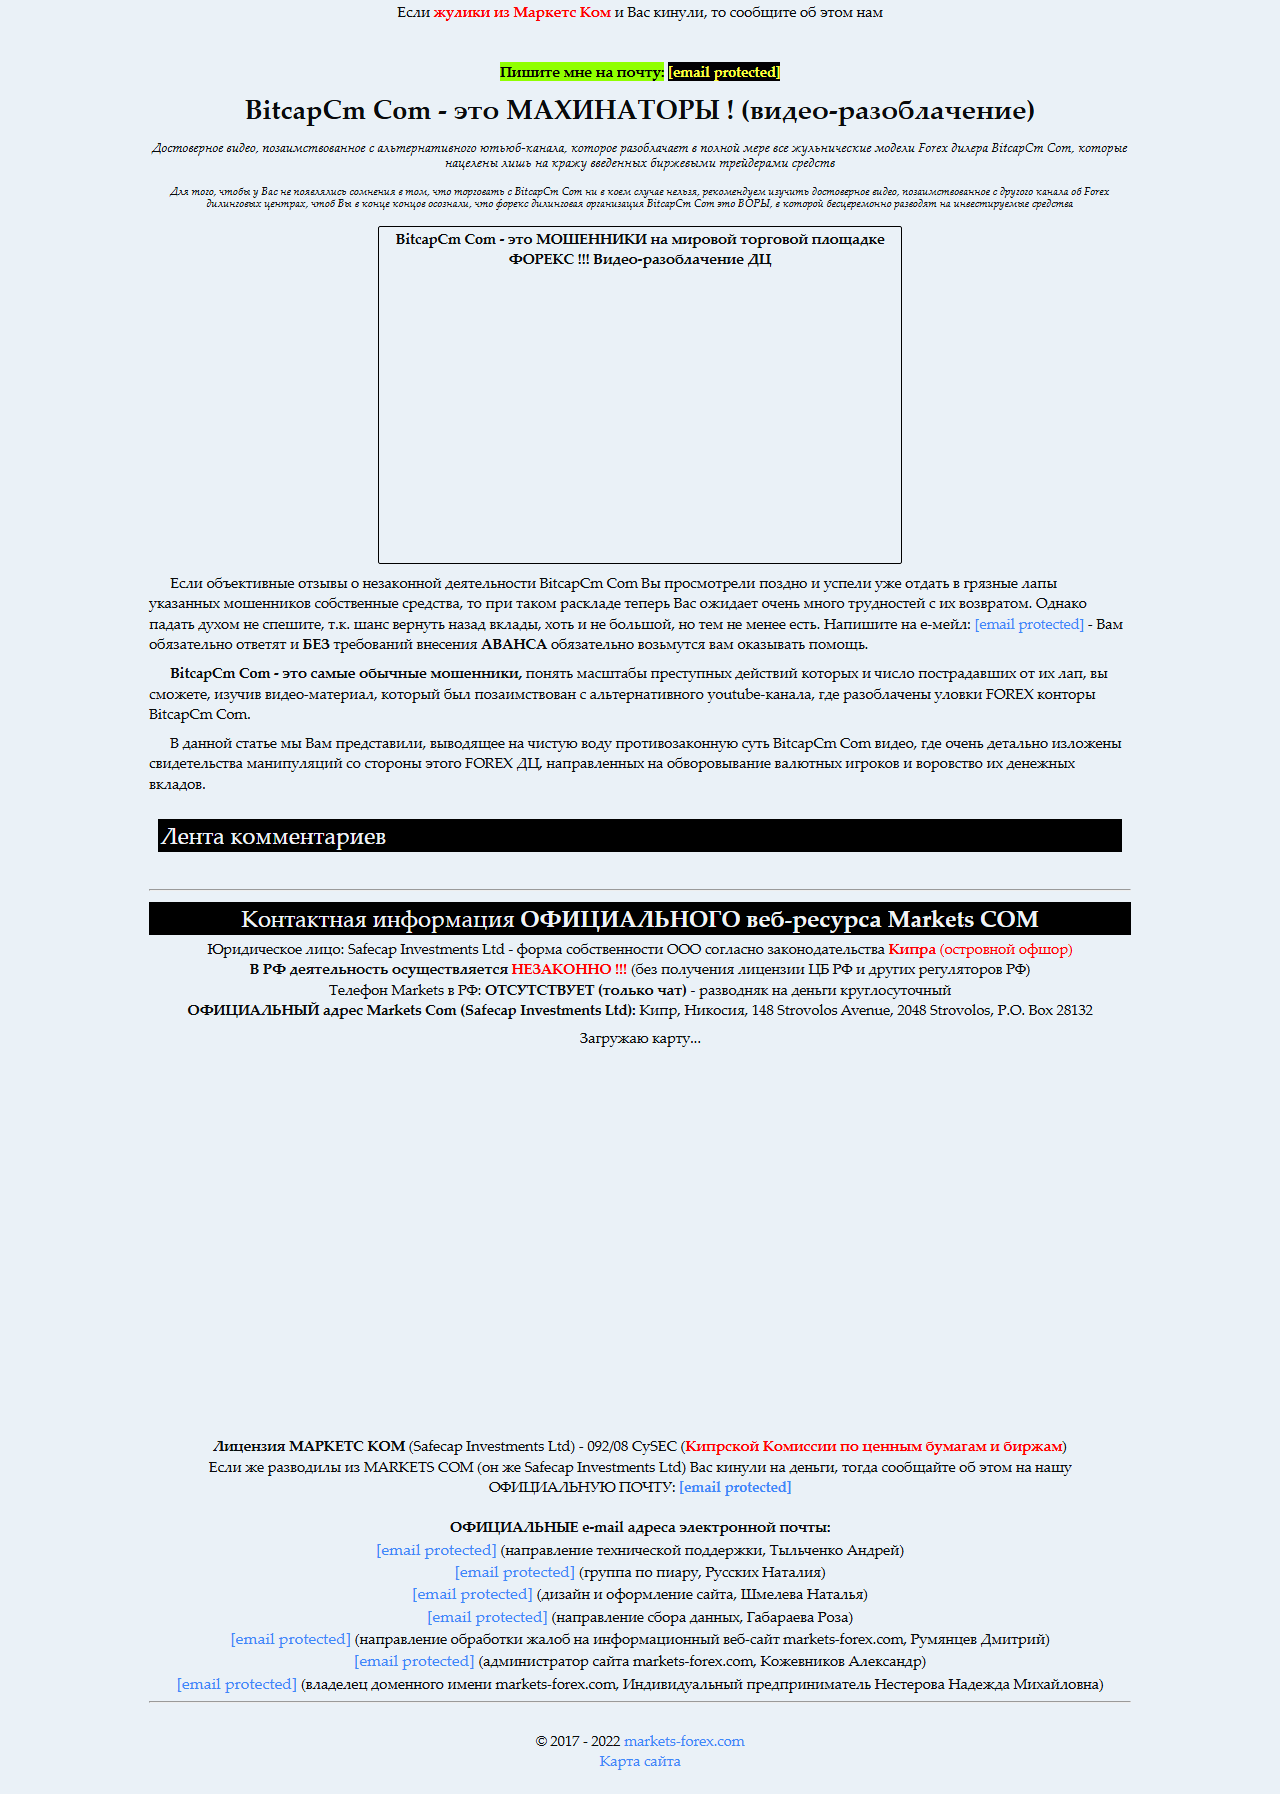 Если жулики из Маркетс Ком и Вас кинули, то сообщите об этом нам
Пишите мне на почту: [email protected]
BitcapCm Com - это МАХИНАТОРЫ ! (видео-разоблачение)
Достоверное видео, позаимствованное с альтернативного ютьюб-канала, которое разоблачает в полной мере все жульнические модели Forex дилера BitcapCm Com, которые
нацелены лишь на кражу введенных биржевыми трейдерами средств
Для того, чтобы у Вас не появлялись сомнения в том, что торговать с BitcapCm Com ни в коем случае нельзя, рекомендуем изучить достоверное видео, позаимствованное с другого канала об Forex
дилинговых центрах, чтоб Вы в конце концов осознали, что форекс дилинговая организация BitcapCm Com это ВОРЫ, в которой бесцеремонно разводят на инвестируемые средства
BitcapCm Com - это МОШЕННИКИ на мировой торговой площадке
ФОРЕКС !!! Видео-разоблачение ДЦ
Если объективные отзывы о незаконной деятельности BitcapCm Com Вы просмотрели поздно и успели уже отдать в грязные лапы
указанных мошенников собственные средства, то при таком раскладе теперь Вас ожидает очень много трудностей с их возвратом. Однако
падать духом не спешите, т.к. шанс вернуть назад вклады, хоть и не большой, но тем не менее есть. Напишите на е-мейл: [email protected] - Вам
обязательно ответят и БЕЗ требований внесения АВАНСА обязательно возьмутся вам оказывать помощь.
BitcapCm Com - это самые обычные мошенники, понять масштабы преступных действий которых и число пострадавших от их лап, вы
сможете, изучив видео-материал, который был позаимствован с альтернативного youtube-канала, где разоблачены уловки FOREX конторы
BitcapCm Com.
В данной статье мы Вам представили, выводящее на чистую воду противозаконную суть BitcapCm Com видео, где очень детально изложены
свидетельства манипуляций со стороны этого FOREX ДЦ, направленных на обворовывание валютных игроков и воровство их денежных
вкладов.
Лента комментариев
Контактная информация ОФИЦИАЛЬНОГО веб-ресурса Markets COM
Юридическое лицо: Safecap Investments Ltd - форма собственности ООО согласно законодательства Кипра (островной офшор)
В РФ деятельность осуществляется НЕЗАКОННО !!! (без получения лицензии ЦБ РФ и других регуляторов РФ)
Телефон Markets в РФ: ОТСУТСТВУЕТ (только чат) - разводняк на деньги круглосуточный
ОФИЦИАЛЬНЫЙ адрес Markets Com (Safecap Investments Ltd): Кипр, Никосия, 148 Strovolos Avenue, 2048 Strovolos, P.O. Box 28132
Загружаю карту...
Лицензия МАРКЕТС КОМ (Safecap Investments Ltd) - 092/08 CySEC (Кипрской Комиссии по ценным бумагам и биржам)
Если же разводилы из MARKETS COM (он же Safecap Investments Ltd) Вас кинули на деньги, тогда сообщайте об этом на нашу
ОФИЦИАЛЬНУЮ ПОЧТУ: [email protected]
ОФИЦИАЛЬНЫЕ e-mail адреса электронной почты:
[email protected] (направление технической поддержки, Тыльченко Андрей)
[email protected] (группа по пиару, Русских Наталия)
[email protected] (дизайн и оформление сайта, Шмелева Наталья)
[email protected] (направление сбора данных, Габараева Роза)
[email protected] (направление обработки жалоб на информационный веб-сайт markets-forex.com, Румянцев Дмитрий)
[email protected] (администратор сайта markets-forex.com, Кожевников Александр)
[email protected] (владелец доменного имени markets-forex.com, Индивидуальный предприниматель Нестерова Надежда Михайловна)
© 2017 - 2022 markets-forex.com
Карта сайта